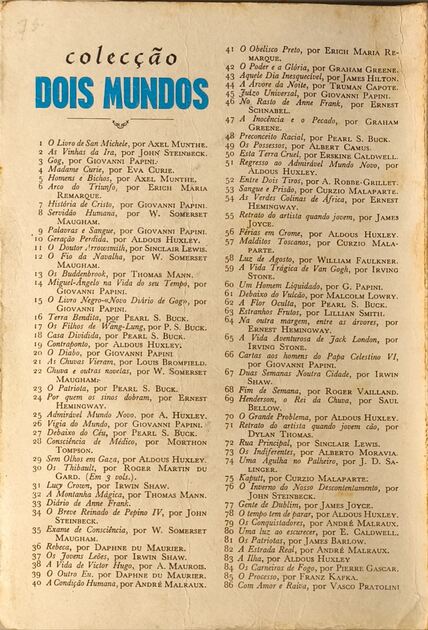 75.
colecção
DOIS MUNDOS
1 O Livro de San Michele, por AXEL MUNTHE.
2 As Vinhas da Ira, por JOHN STEINBECK.
3 Gog, por GIOVANNI PAPINI.
4 Madame Curie, por EVA CURIE.
5 Homens e Bichos, por AXEL MUNTHE.
6 Arco do Triunfo, por ERICH MARIA
REMARQUE.
7 História de Cristo, por GIOVANNI PAPINI.
8 Servidão Humana, por W. SOMERSET
MAUGHAM.
9 Palavras e Sangue, por GIOVANNI PAPINI.
10 Geração Perdida, por ALDOUS HUXLEY.
11 O Doutor Arrowsmith, por SINCLAIR LEWIS.
12 O Fio da Navalha, por W. SOMERSET
MAUGHAM.
13 Os Buddenbrook, por THOMAS MANN.
14 Miguel-Ângelo na Vida do seu Tempo, por
GIOVANNI PAPINI.
15 O Livro Negro—«Novo Diário de Gog», por
GIOVANNI PAPINI.
16 Terra Bendita, por PEARL S. BUCK.
17 Os Filhos de Wang-Lung, por P. S. BUCK.
18 Casa Dividida, por PEARL S. BUCK.
19 Contraponto, por ALDOUS HUXLEY.
20 O Diabo, por GIOVANNI PAPINI
21 As Chuvas Vieram, por LOUIS BROMFIELD.
22 Chuva e outras novelas, por W. SOMERSET
MAUGHAM.
23 O Patriota, por PEARL S. BUCK.
24 Por quem os sinos dobram, por ERNEST
HEMINGWAY.
25 Admirável Mundo Novo, por A. HUXLEY.
26 Vigia do Mundo, por GIOVANNI PAPINI.
27 Debaixo do Céu, por PEARL S. BUCK.
28 Consciência de Médico, por MORTHON
TOMPSON.
29 Sem Olhos em Gaza, por ALDOUS HUXLEY.
30 Os Thibault, por ROGER MARTIN DU
GARD. (Em 3 vols.).
31 Lucy Crown, por IRWIN SHAW.
32 A Montanha Mágica, por THOMAS MANN.
33 Diário de Anne Frank.
34 O Breve Reinado de Pepino IV, por JOHN
STEINBECK.
35 Exame de Consciência, por W. SOMERSET
MAUGHAM.
36 Rebeca, por DAPHNE DU MAURIER.
37 Os Jovens Leões, por IRWIN SHAW.
38 A Vida de Victor Hugo, por A. MAUROIS.
39 O Outro Eu, por DAPHNE DU MAURIER.
40 A Condição Humana, por ANDRÉ MALRAUX.
41 O Obelisco Preto, por ERICH MARIA RE-
MARQUE.
42 O Poder e a Glória, por GRAHAM GREENE.
43 Aquele Dia Inesquecível, por JAMES HILTON.
44 A Árvore da Noite, por TRUMAN CAPOTE.
45 Juízo Universal, por GIOVANNI PAPINI.
46 No Rasto de Anne Frank, por ERNEST
SCHNABEL.
47 A Inocência e o Pecado, por GRAHAM
GREENE.
48 Preconceito Racial, por PEARL S. BUCK.
49 Os Possessos, por ALBERT CAMUS.
50 Esta Terra Cruel, por ERSKINE CALDWELL.
51 Regresso ao Admirável Mundo Novo, por
ALDOUS HUXLEY.
52 Entre Dois Tiros, por A. ROBBE-GRILLET.
53 Sangue e Prisão, por CURZIO MALAPARTE.
54 As Verdes Colinas de África, por ERNEST
HEMINGWAY.
55 Retrato do artista quando jovem, por JAMES
JOYCE.
56 Férias em Crome, por ALDOUS HUXLEY.
57 Malditos Toscanos, por CURZIO MALA-
PARTE.
58 Luz de Agosto, por WILLIAM FAULKNER.
59 A Vida Trágica de Van Gogh, por IRVING
STONE.
60 Um Homem Liquidado, por G. PAPINI.
61 Debaixo do Vulcão, por MALCOLM LOWRY.
62 A Flor Oculta, por PEARL S. BUCK.
63 Estranhos Frutos, por LILLIAN SMITH.
64 Na outra margem, entre as árvores, por
ERNEST HEMINGWAY.
65 A Vida Aventurosa de Jack London, por
IRVING STONE.
66 Cartas aos homens do Papa Celestino VI,
por GIOVANNI PAPINI.
67 Duas Semanas Noutra Cidade, por IRWIN
SHAW.
68 Fim de Semana, por ROGER VAILLAND.
69 Henderson, o Rei da Chuva, por SAUL
BELLOW.
70 O Grande Problema, por ALDOUS HUXLEY.
71 Retrato do artista quando jovem cão, por
DYLAN THOMAS.
72 Rua Principal, por SINCLAIR LEWIS.
73 Os Indiferentes, por ALBERTO MORAVIA.
74 Uma Agulha no Palheiro, por J. D. SA-
LINGER.
75 Kaputt, por CURZIO MALAPARTE.
76 O Inverno do Nosso Descontentamento, por
JOHN STEINBECK.
77 Gente de Dublim, por JAMES JOYCE.
78 O tempo tem de parar, por ALDOUS HUXLEY.
79 Os Conquistadores, por ANDRÉ MALRAUX.
80 Uma luz ao escurecer, por E. CALDWELL.
81 Os Patriotas, por JAMES BARLOW.
82 A Estrada Real, por ANDRÉ MALRAUX.
83 A Ilha, por ALDOUS HUXLEY
84 Os Carneiros de Fogo, por PIERRE GASCAR.
85 O Processo, por FRANZ KAFKA.
86 Com Amor e Raiva, por VASCO PRATOLINI